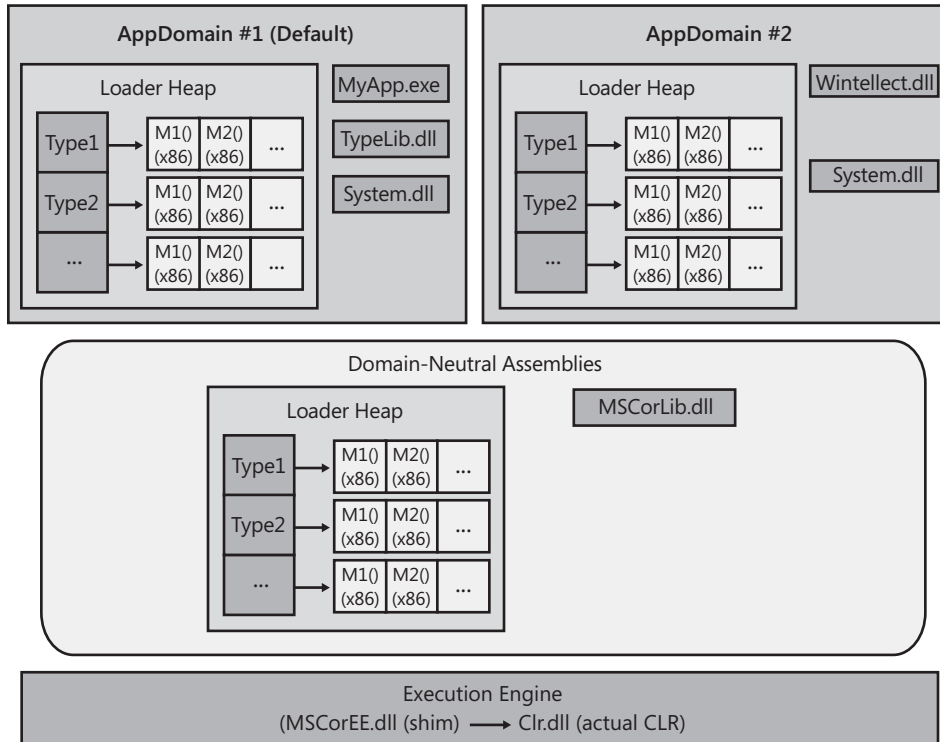 AppDomain #1 (Default)
Loader Heap
Type1
M1()
(x86)
M2()
(x86)
...
Type2
M1()
(x86)
M2()
(x86)
...
...
M1()
(x86)
M2()
(x86)
...
MyApp.exe
TypeLib.dll
System.dll
AppDomain #2
Loader Heap
Type1
M1()
(x86)
M2()
(x86)
...
Type2
M1()
(x86)
M2()
(x86)
...
...
M1()
(x86)
M2()
(x86)
...
Wintellect.dll
System.dll
Domain-Neutral Assemblies
Loader Heap
Type1
M1()
(x86)
M2()
(x86)
...
Type2
M1()
(x86)
M2()
(x86)
...
...
M1()
(x86)
M2()
(x86)
...
MSCorLib.dll
Execution Engine
(MSCorEE.dll (shim) → Clr.dll (actual CLR)